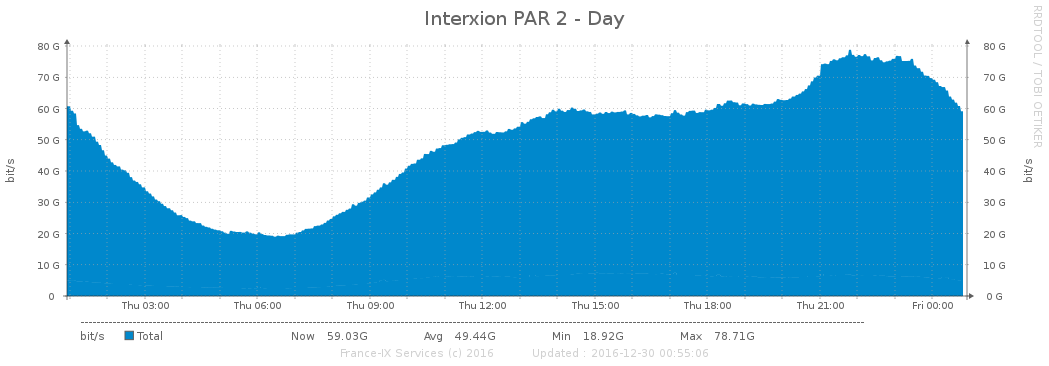 Interxion PAR 2 - Day
RRDTOOL / TOBI OETIKER
80 G 80 G
70 G 70 G
60 G 60 G
50 G 50 G
40 G 40 G
30 G 30 G
20 G 20 G
10 G 10 G
0 0 G
bit/s bit/s
Thu 03:00 Thu 06:00 Thu 09:00 Thu 12:00 Thu 15:00 Thu 18:00 Thu 21:00 Fri 00:00
bit/s Total Now 59.03G Avg 49.44G Min 18.92G Max 78.71G
France-IX Services (c) 2016 Updated : 2016-12-30 00:55:06